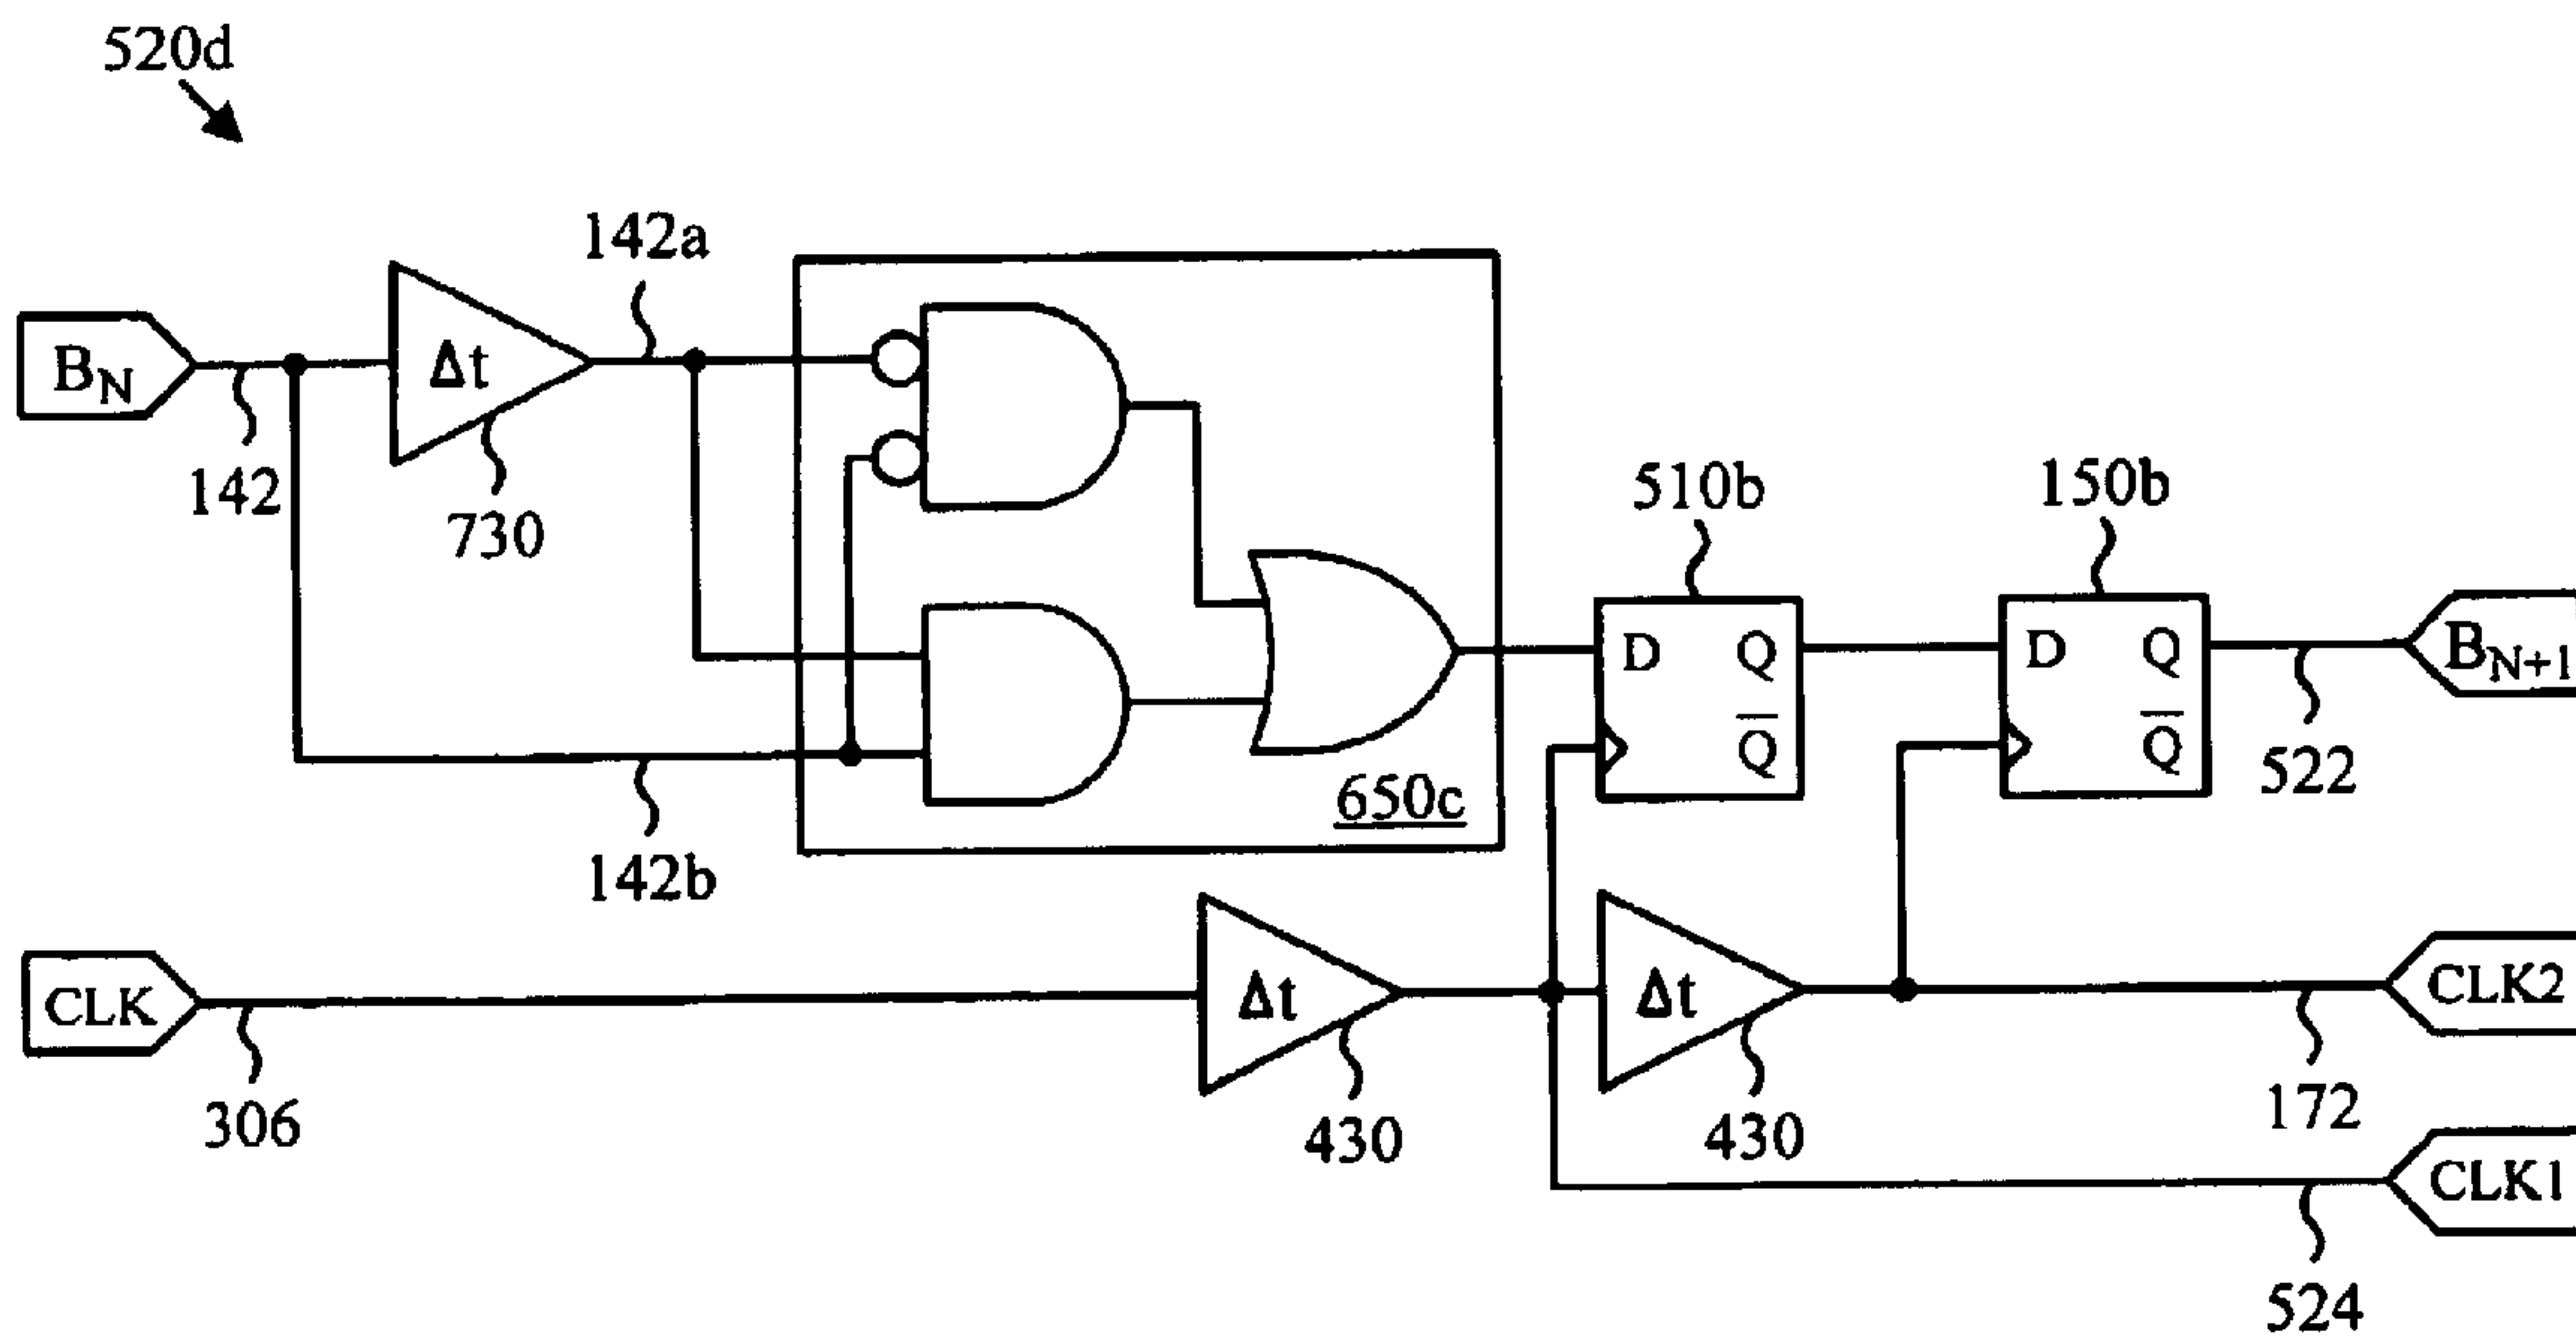 520d
142a
B_N
Δt
142
730
510b
150b
D Q
Q̅
D Q
Q̅
B_{N+1}
522
650c
142b
CLK
306
Δt
430
Δt
430
CLK2
172
CLK1
524